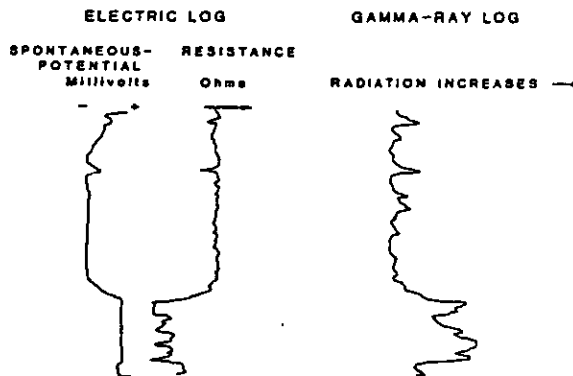 ELECTRIC LOG
GAMMA-RAY LOG
SPONTANEOUS-
POTENTIAL
Millivolts
RESISTANCE
Ohms
RADIATION INCREASES →
- +